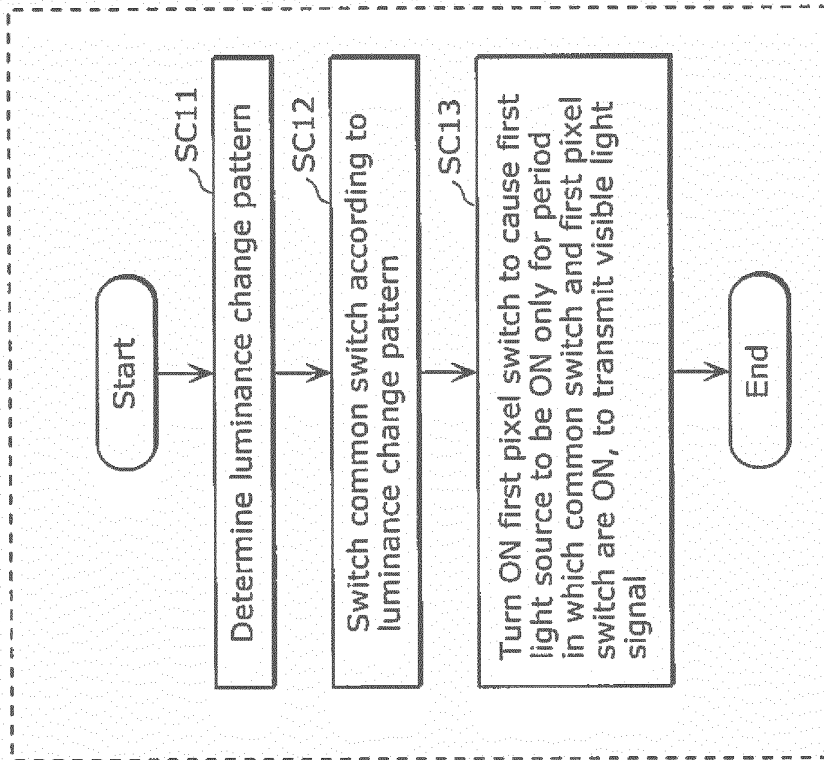 Start
SC11
Determine luminance change pattern
SC12
Switch common switch according to
luminance change pattern
SC13
Turn ON first pixel switch to cause first
light source to be ON only for period
in which common switch and first pixel
switch are ON, to transmit visible light
signal
End